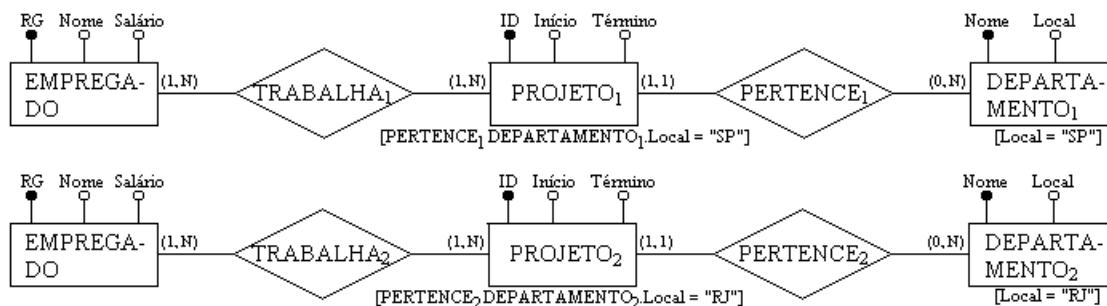 RG Nome Salário ID Início Término Nome Local
EMPREGA-
DO (1,N) TRABALHA1 (1,N) PROJETO1 (1,1) PERTENCE1 (0,N) DEPARTA-
MENTO1
[PERTENCE1.DEPARTAMENTO1.Local = "SP"] [Local = "SP"]
RG Nome Salário ID Início Término Nome Local
EMPREGA-
DO (1,N) TRABALHA2 (1,N) PROJETO2 (1,1) PERTENCE2 (0,N) DEPARTA-
MENTO2
[PERTENCE2.DEPARTAMENTO2.Local = "RJ"] [Local = "RJ"]